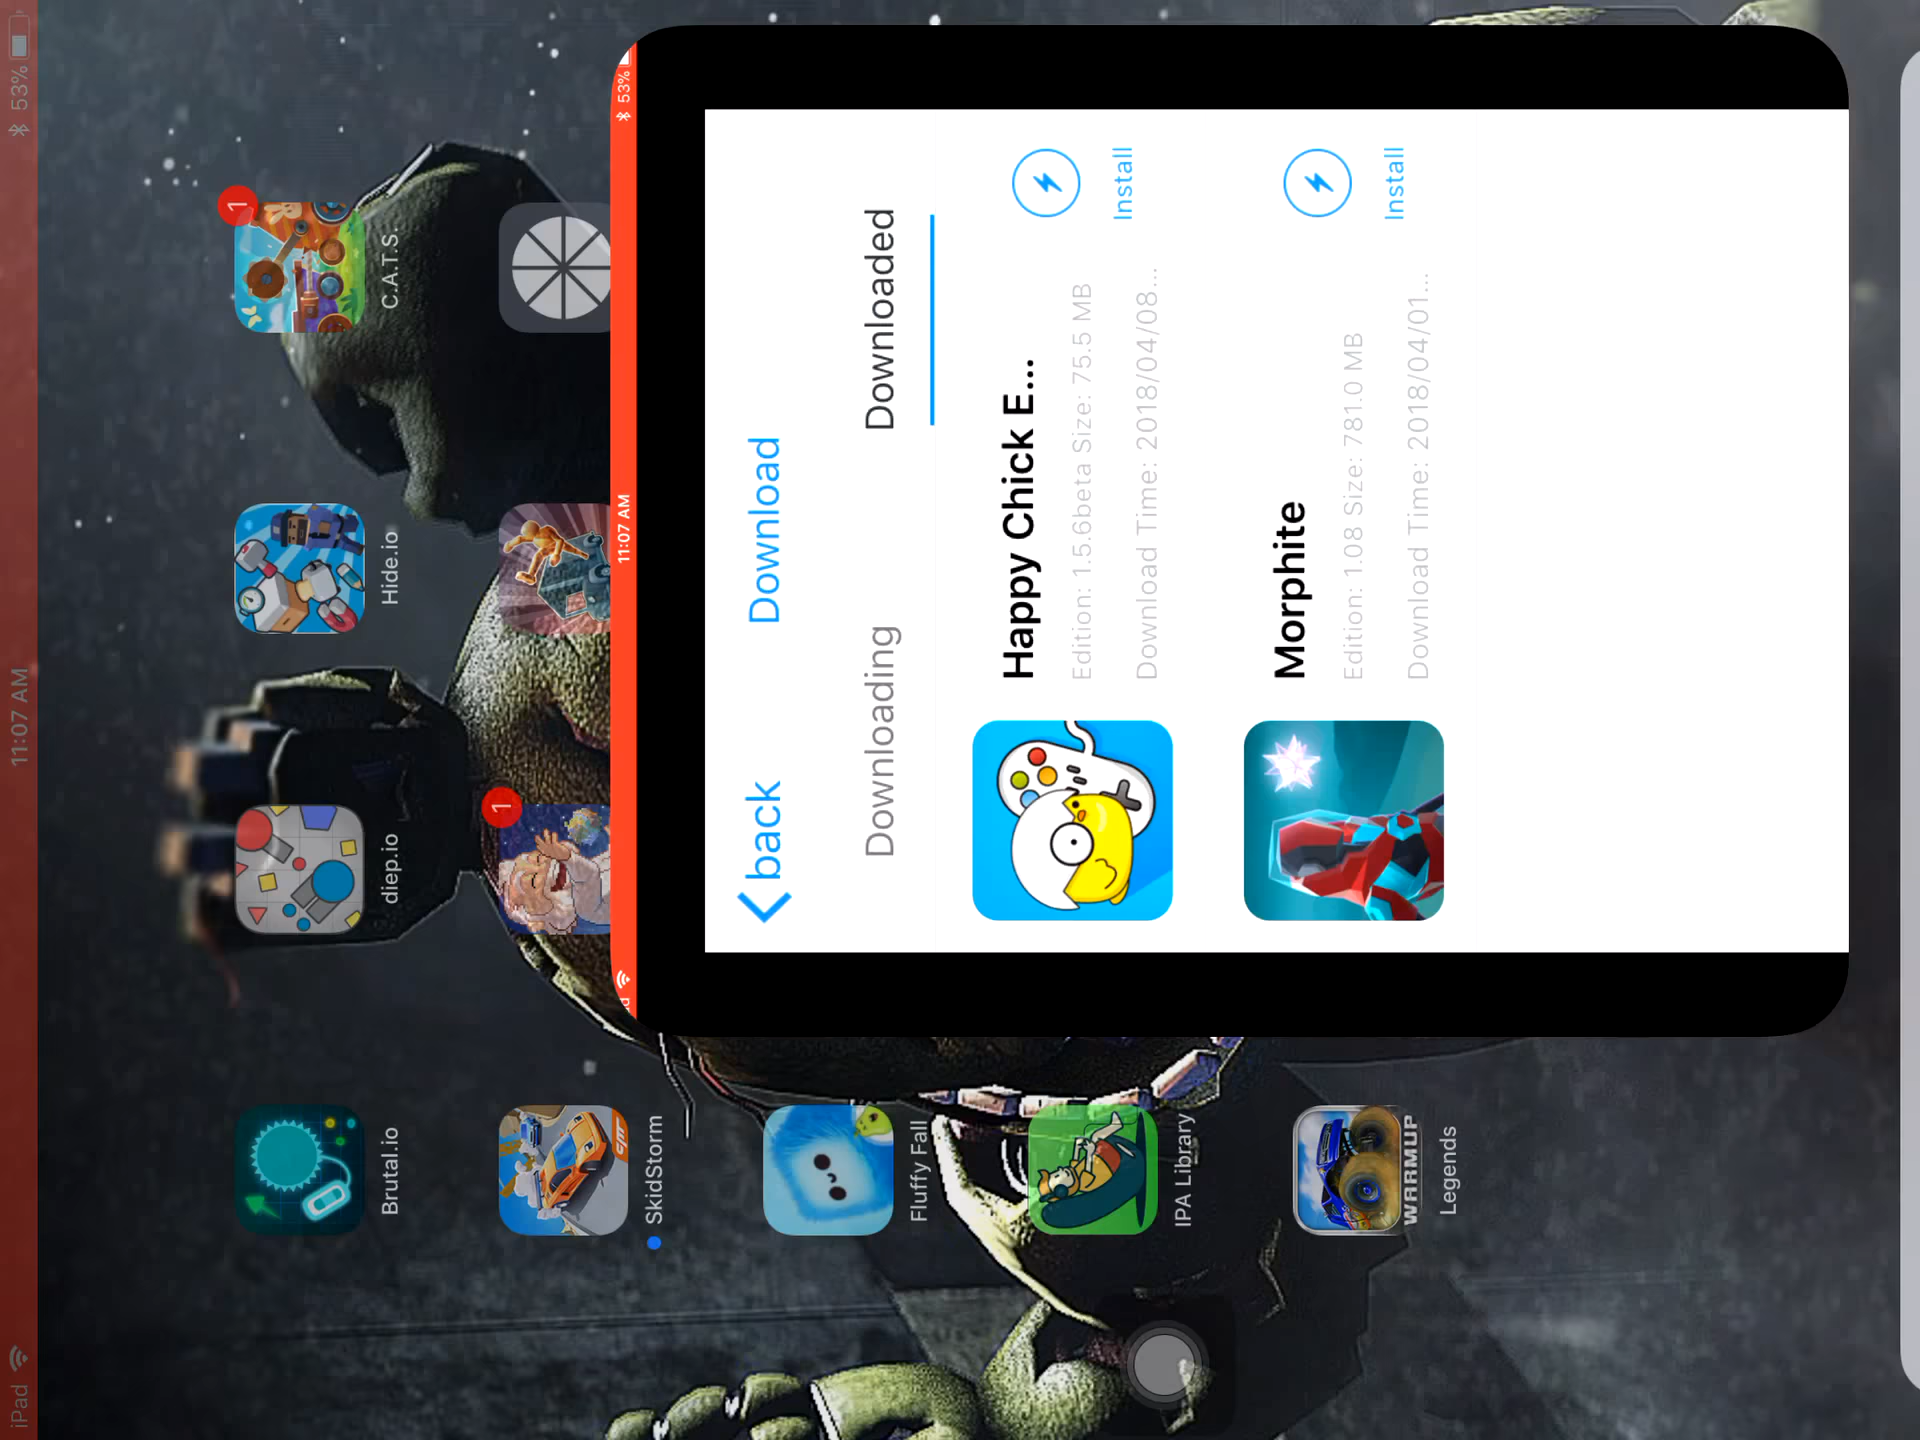 iPad
11:07 AM
53%
Brutal.io
diep.io
Hide.io
C.A.T.S.
1
SkidStorm
1
Fluffy Fall
IPA Library
WARMUP
Legends
11:07 AM
53%
back
Download
Downloading
Downloaded
Happy Chick E...
Edition: 1.5.6beta Size: 75.5 MB
Download Time: 2018/04/08...
Install
Morphite
Edition: 1.08 Size: 781.0 MB
Download Time: 2018/04/01...
Install